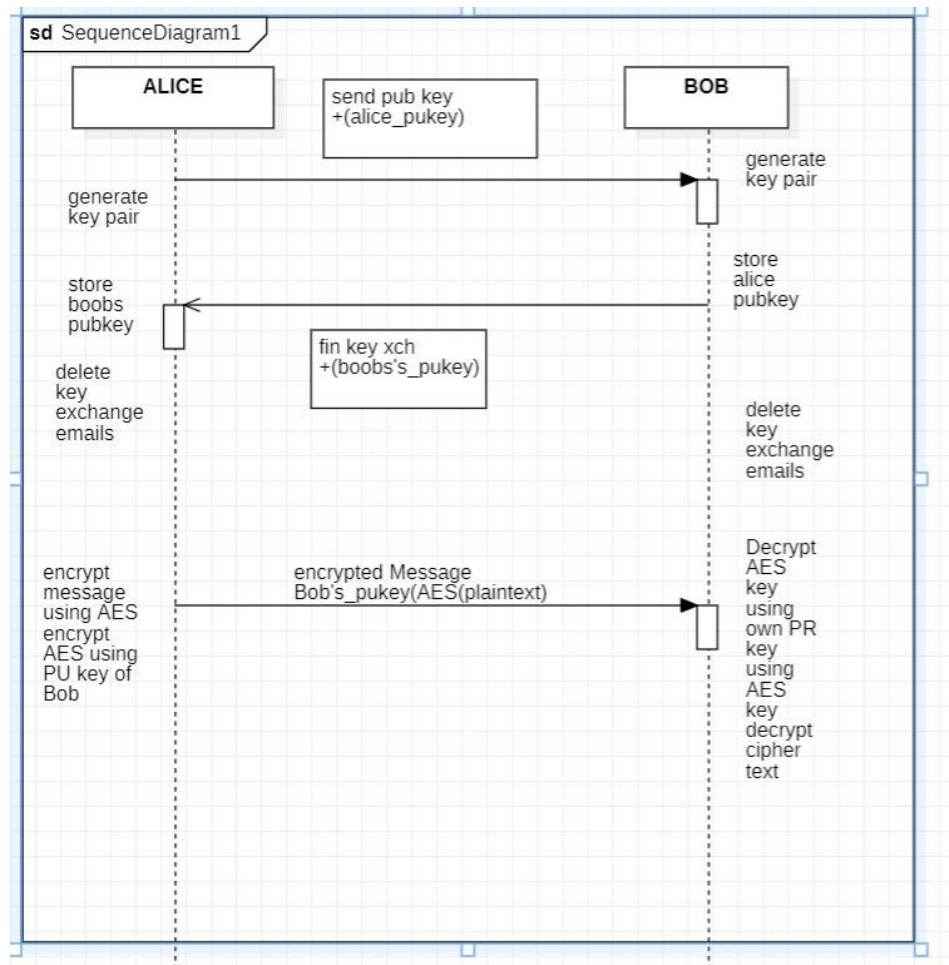 sd SequenceDiagram1
ALICE
send pub key
+(alice_pukey)
BOB
generate
key pair
generate
key pair
store
alice
pubkey
store
boobs
pubkey
fin key xch
+(boobs's_pukey)
delete
key
exchange
emails
delete
key
exchange
emails
encrypt
message
using AES
encrypt
AES using
PU key of
Bob
encrypted Message
Bob's_pukey(AES(plaintext)
Decrypt
AES
key
using
own PR
key
using
AES
key
decrypt
cipher
text